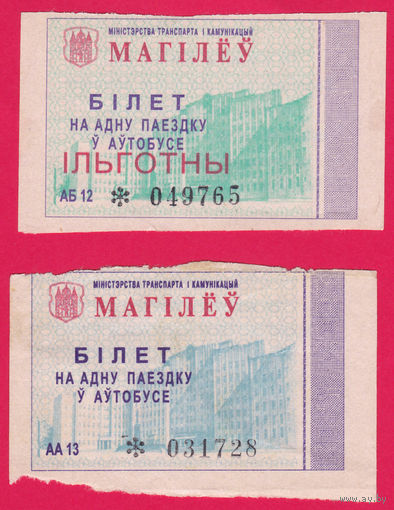 МІНІСТЭРСТВА ТРАНСПАРТА І КАМУНІКАЦЫЙ
МАГІЛЁЎ
БІЛЕТ
НА АДНУ ПАЕЗДКУ
Ў АЎТОБУСЕ
ІЛЬГОТНЫ
АБ 12 * 049765
МІНІСТЭРСТВА ТРАНСПАРТА І КАМУНІКАЦЫЙ
МАГІЛЁЎ
БІЛЕТ
НА АДНУ ПАЕЗДКУ
Ў АЎТОБУСЕ
АА 13 * 031728